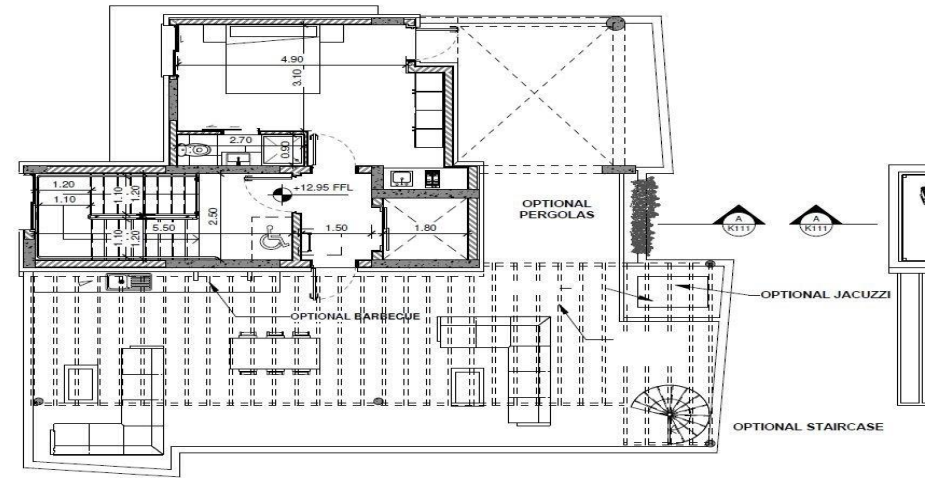 4.90
3.10
2.70
0.90
+12.95 FFL
1.20
1.10
1.10
1.20
2.50
5.50
1.10
1.20
1.50
1.80
OPTIONAL
PERGOLAS
A
K111
A
K111
OPTIONAL JACUZZI
OPTIONAL BARBECUE
OPTIONAL STAIRCASE